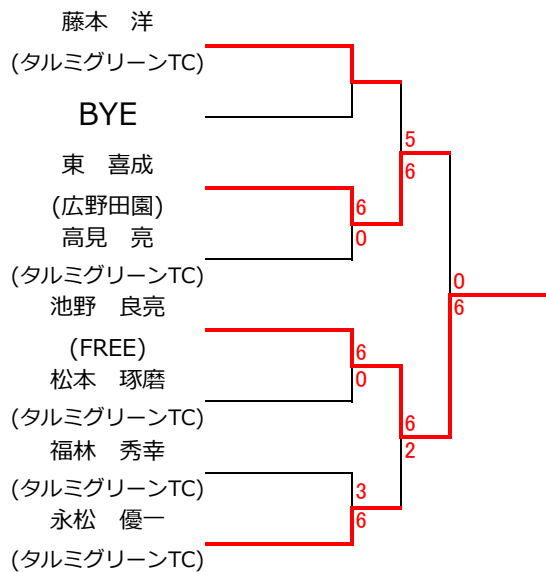 藤本　洋
(タルミグリーンTC)
BYE
東　喜成
(広野田園)
高見　亮
(タルミグリーンTC)
池野　良亮
(FREE)
松本　琢磨
(タルミグリーンTC)
福林　秀幸
(タルミグリーンTC)
永松　優一
(タルミグリーンTC)
6
0
6
0
3
6
5
6
6
2
0
6